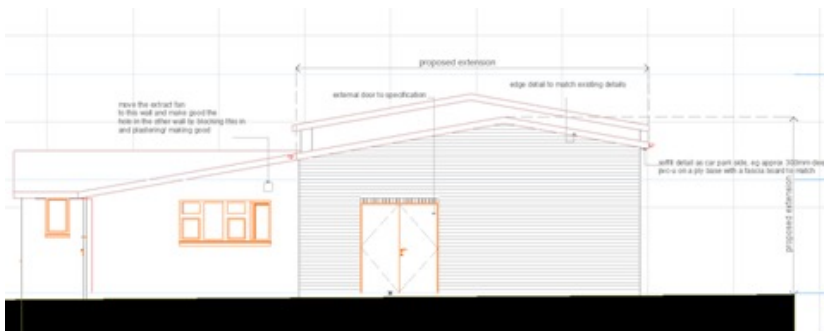 proposed extension
edge detail to match existing details
external door to specification
move the extract fan
to this wall and make good the
hole in the other wall by blocking this in
and plastering/ making good
soffit detail as car park side, eg approx 300mm deep
pvc-u on a ply base with a fascia board to match
proposed extension